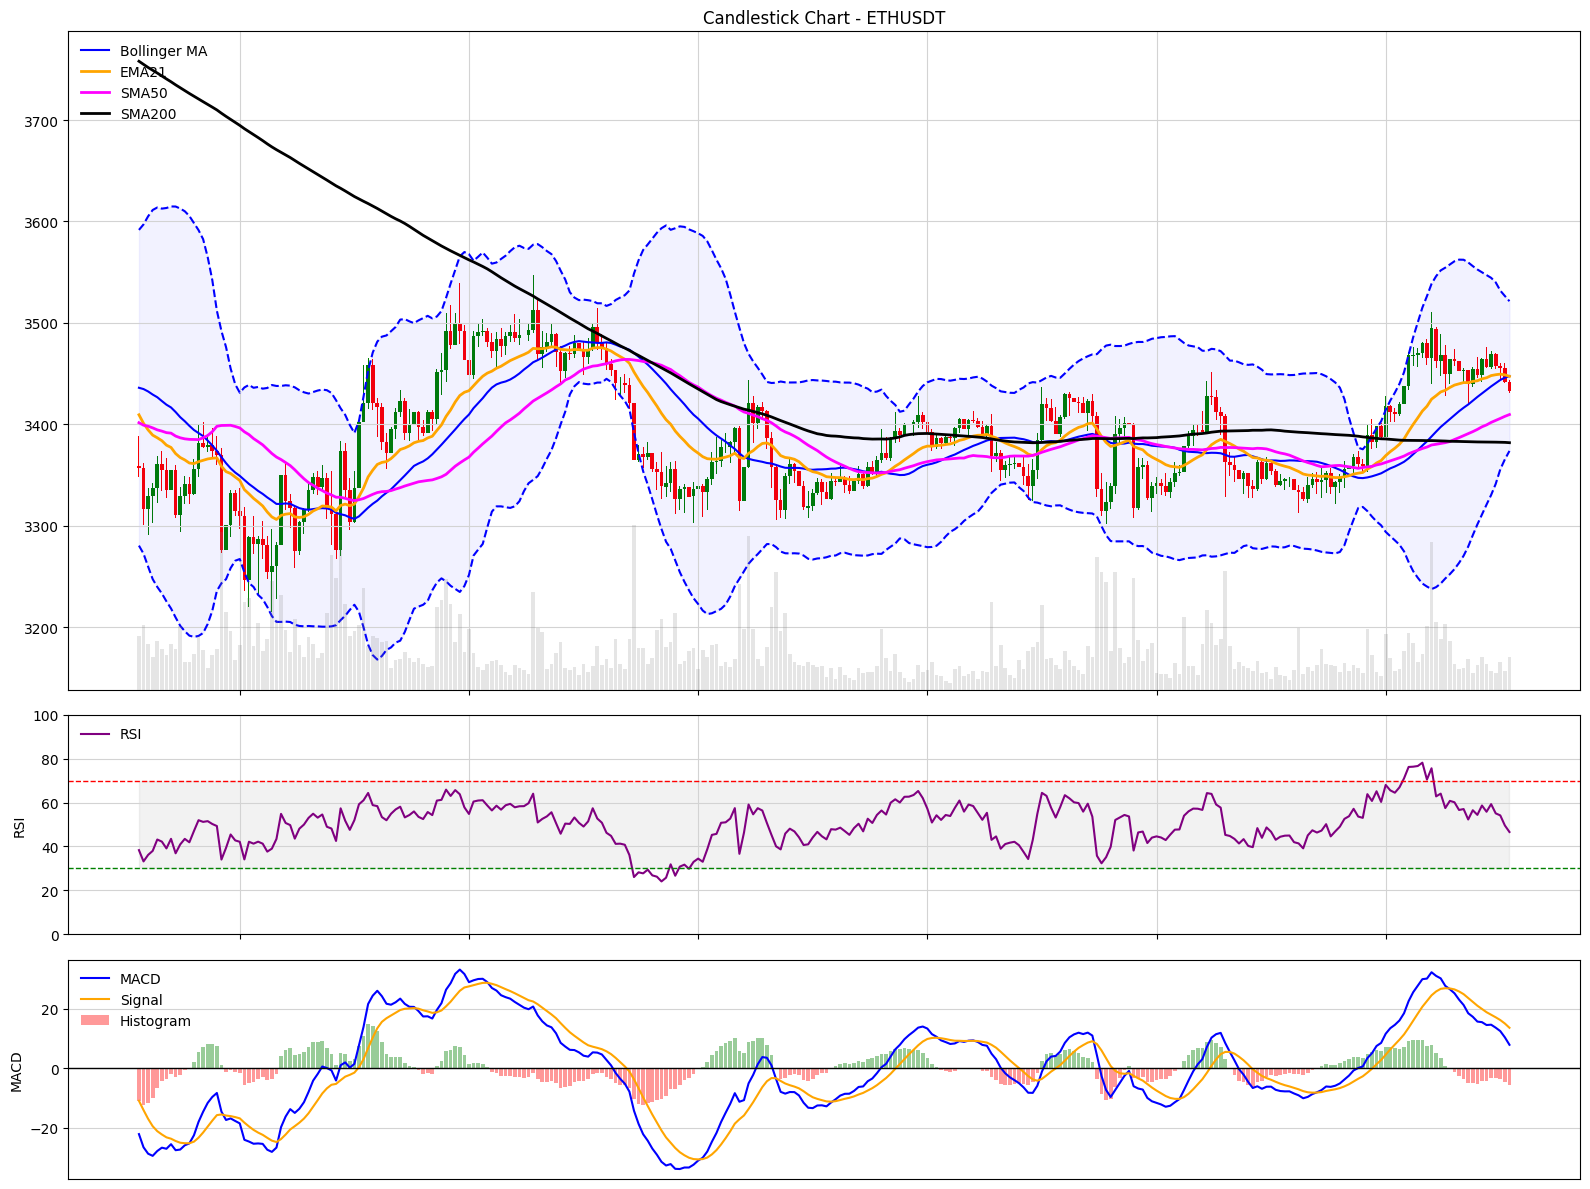 Candlestick Chart - ETHUSDT
Bollinger MA
EMA21
SMA50
SMA200
3700
3600
3500
3400
3300
3200
RSI
100
80
60
40
20
0
RSI
MACD
Signal
Histogram
20
0
−20
MACD